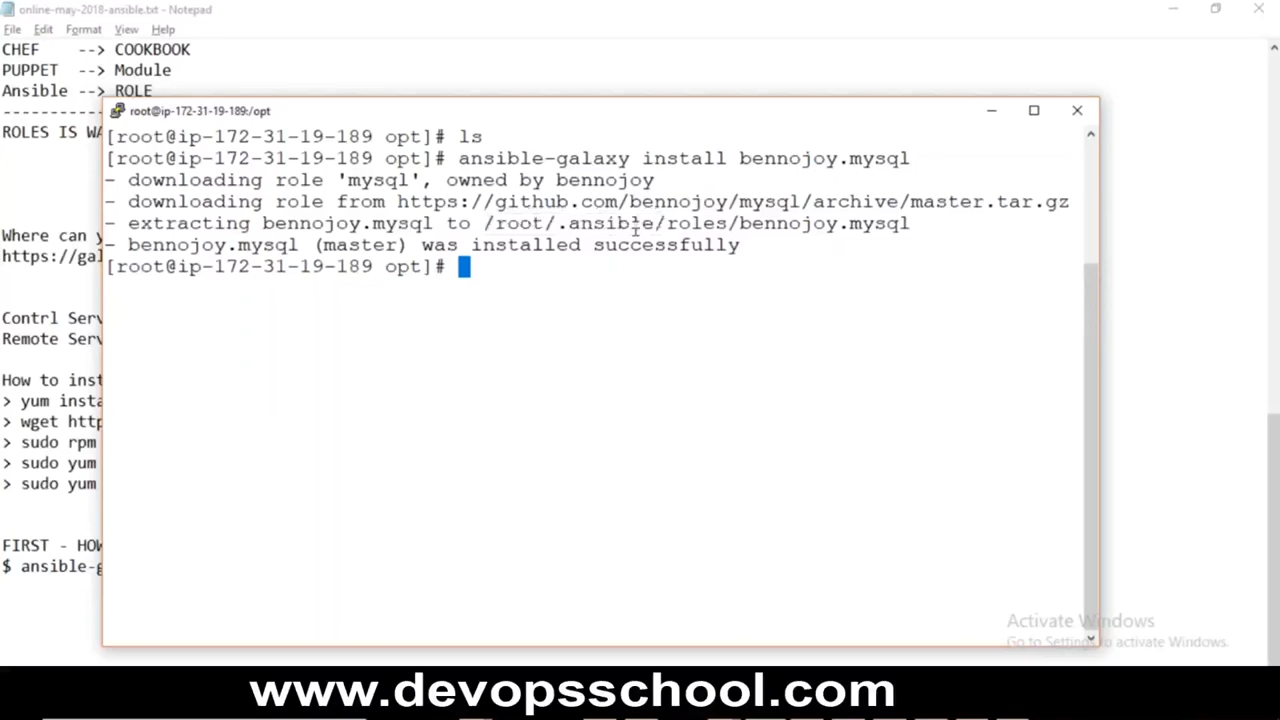 online-may-2018-ansible.txt - Notepad
File Edit Format View Help
CHEF --> COOKBOOK
PUPPET --> Module
Ansible --> ROLE
ROLES IS
root@ip-172-31-19-189:/opt
[root@ip-172-31-19-189 opt]# ls
[root@ip-172-31-19-189 opt]# ansible-galaxy install bennojoy.mysql
- downloading role 'mysql', owned by bennojoy
- downloading role from https://github.com/bennojoy/mysql/archive/master.tar.gz
- extracting bennojoy.mysql to /root/.ansible/roles/bennojoy.mysql
- bennojoy.mysql (master) was installed successfully
[root@ip-172-31-19-189 opt]#
Where can
https://gal
Contrl Serv
Remote Serv
How to inst
> yum insta
> wget http
> sudo rpm
> sudo yum
> sudo yum
FIRST - HOW
$ ansible-g
Activate Windows
Go to Settings to activate Windows.
www.devopsschool.com